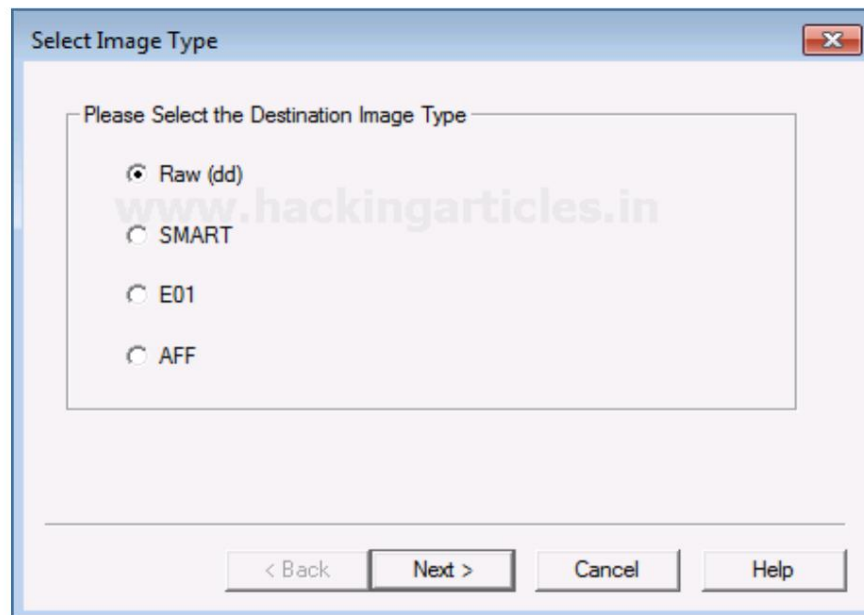 Select Image Type
Please Select the Destination Image Type
Raw (dd)
www.hackingarticles.in
SMART
E01
AFF
< Back
Next >
Cancel
Help